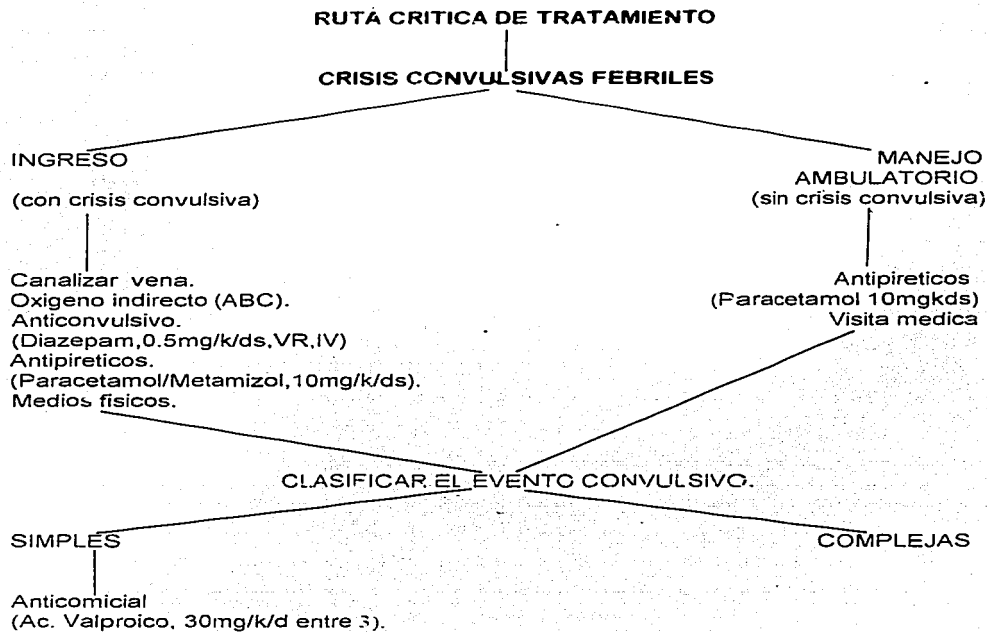 RUTA CRITICA DE TRATAMIENTO
CRISIS CONVULSIVAS FEBRILES
INGRESO
(con crisis convulsiva)
MANEJO
AMBULATORIO
(sin crisis convulsiva)
Canalizar vena.
Oxigeno indirecto (ABC).
Anticonvulsivo.
(Diazepam,0.5mg/k/ds,VR,IV)
Antipireticos.
(Paracetamol/Metamizol,10mg/k/ds).
Medios fisicos.
Antipireticos
(Paracetamol 10mgkds)
Visita medica
CLASIFICAR EL EVENTO CONVULSIVO.
SIMPLES
COMPLEJAS
Anticomicial
(Ac. Valproico, 30mg/k/d entre 3).